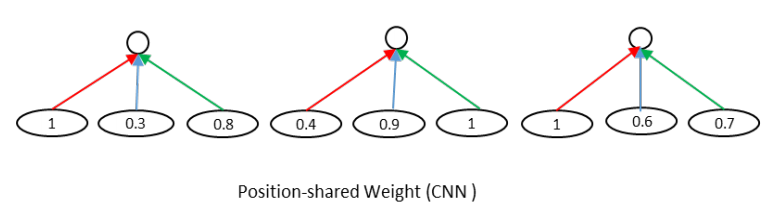 1 0.3 0.8 0.4 0.9 1 1 0.6 0.7
Position-shared Weight (CNN )